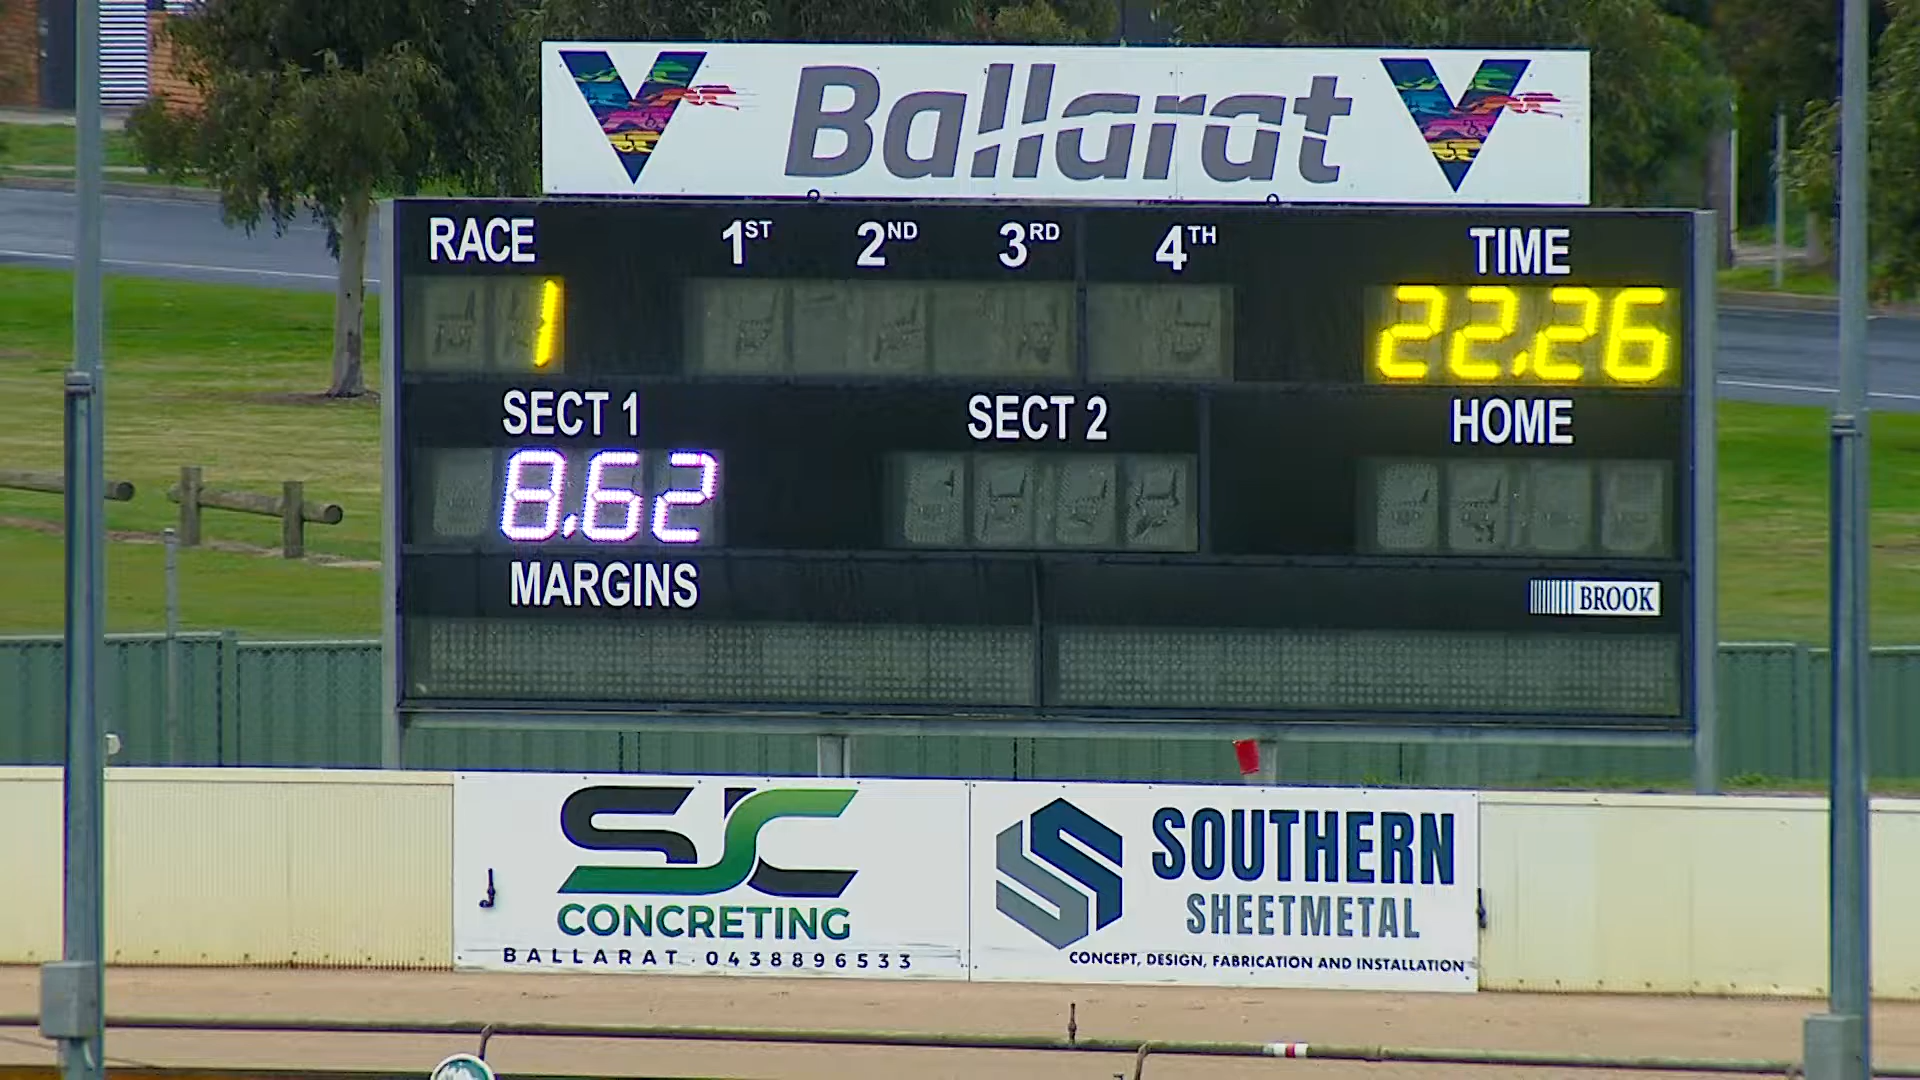 Ballarat
RACE 1ST 2ND 3RD 4TH TIME
1 22.26
SECT 1 SECT 2 HOME
8.62
MARGINS
BROOK
SJC
CONCRETING
BALLARAT · 0438896533
SOUTHERN
SHEETMETAL
CONCEPT, DESIGN, FABRICATION AND INSTALLATION